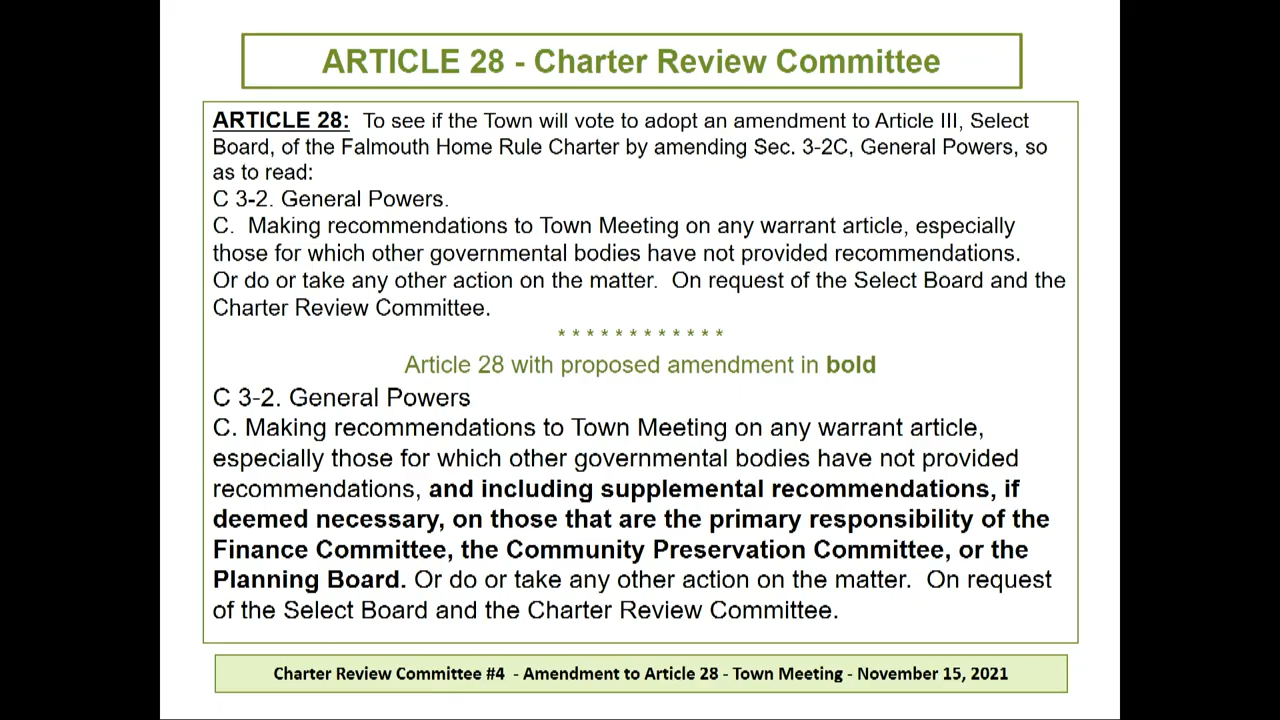 ARTICLE 28 - Charter Review Committee
ARTICLE 28: To see if the Town will vote to adopt an amendment to Article III, Select
Board, of the Falmouth Home Rule Charter by amending Sec. 3-2C, General Powers, so
as to read:
C 3-2. General Powers.
C. Making recommendations to Town Meeting on any warrant article, especially
those for which other governmental bodies have not provided recommendations.
Or do or take any other action on the matter. On request of the Select Board and the
Charter Review Committee.
* * * * * * * * * * * *
Article 28 with proposed amendment in bold
C 3-2. General Powers
C. Making recommendations to Town Meeting on any warrant article,
especially those for which other governmental bodies have not provided
recommendations, and including supplemental recommendations, if
deemed necessary, on those that are the primary responsibility of the
Finance Committee, the Community Preservation Committee, or the
Planning Board. Or do or take any other action on the matter. On request
of the Select Board and the Charter Review Committee.
Charter Review Committee #4 - Amendment to Article 28 - Town Meeting - November 15, 2021